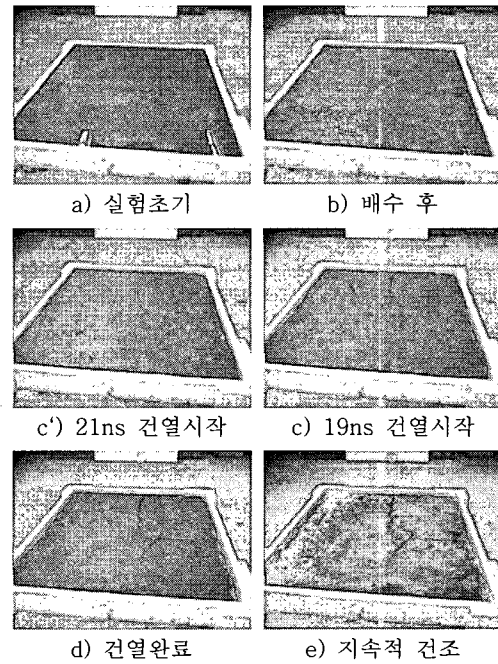 a) 실험초기
b) 배수 후
c') 21ns 건열시작
c) 19ns 건열시작
d) 건열완료
e) 지속적 건조